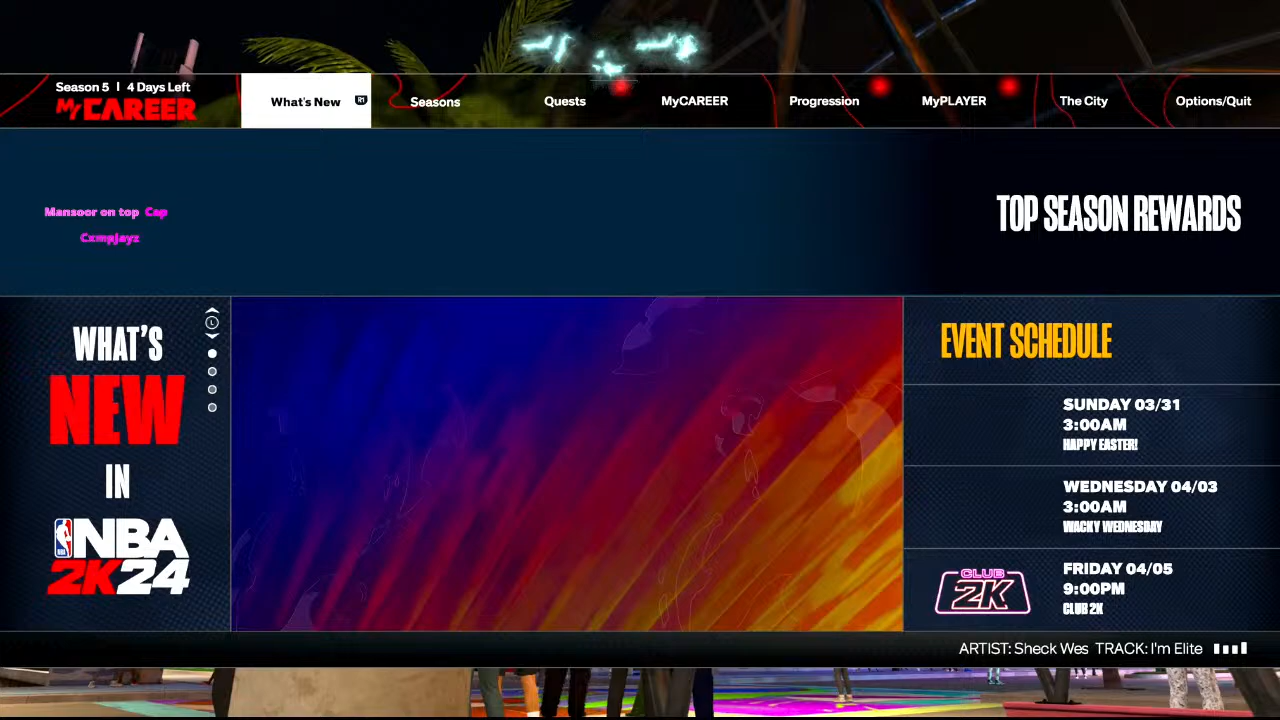 Season 5 | 4 Days Left
MyCAREER
What's New R1
Seasons
Quests
MyCAREER
Progression
MyPLAYER
The City
Options/Quit
Mansoor on top Cap
Cxmpjayz
TOP SEASON REWARDS
WHAT'S
NEW
IN
NBA
2K24
L
EVENT SCHEDULE
SUNDAY 03/31
3:00AM
HAPPY EASTER!
WEDNESDAY 04/03
3:00AM
WACKY WEDNESDAY
CLUB
2K
FRIDAY 04/05
9:00PM
CLUB 2K
ARTIST: Sheck Wes TRACK: I'm Elite